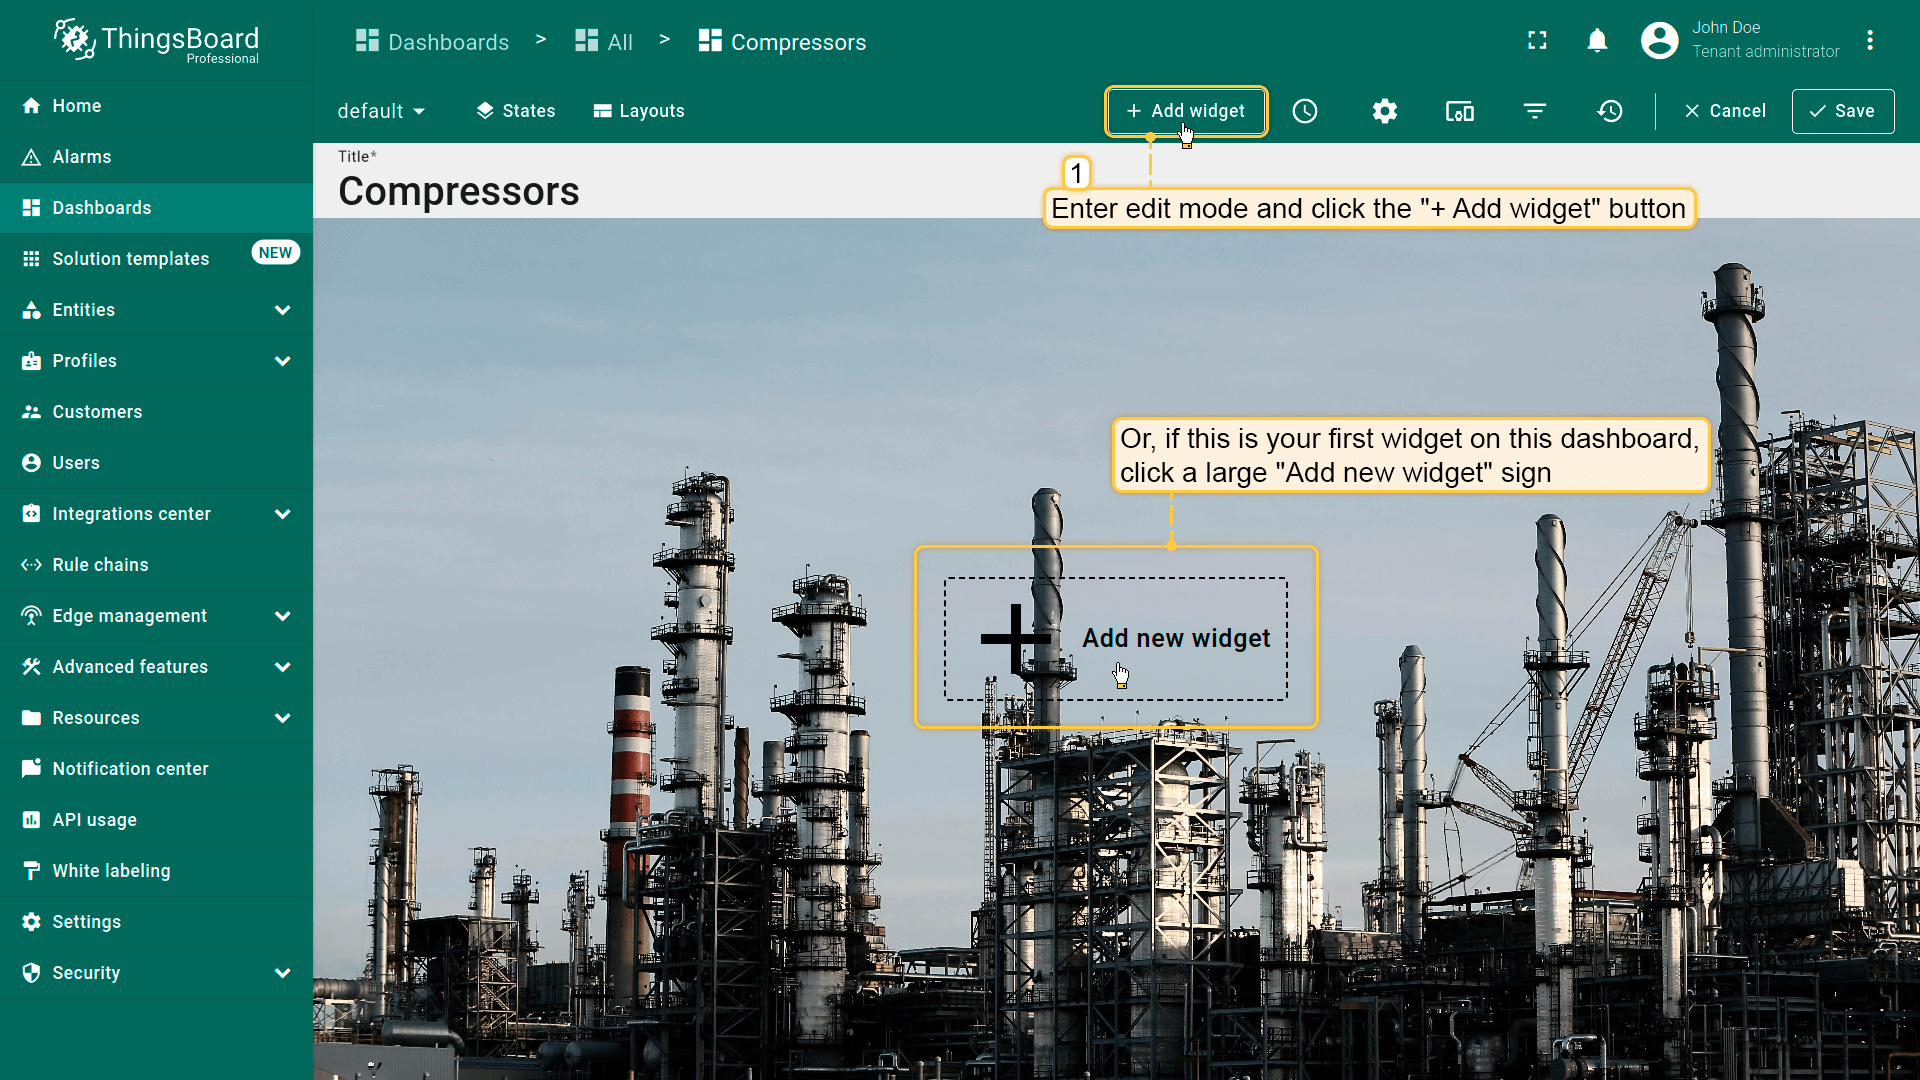 ThingsBoard
Professional
Dashboards > All > Compressors
John Doe
Tenant administrator
default
States
Layouts
+ Add widget
Cancel
Save
Home
Alarms
Dashboards
Solution templates
NEW
Entities
Profiles
Customers
Users
Integrations center
Rule chains
Edge management
Advanced features
Resources
Notification center
API usage
White labeling
Settings
Security
Title*
Compressors
1
Enter edit mode and click the "+ Add widget" button
Or, if this is your first widget on this dashboard,
click a large "Add new widget" sign
Add new widget